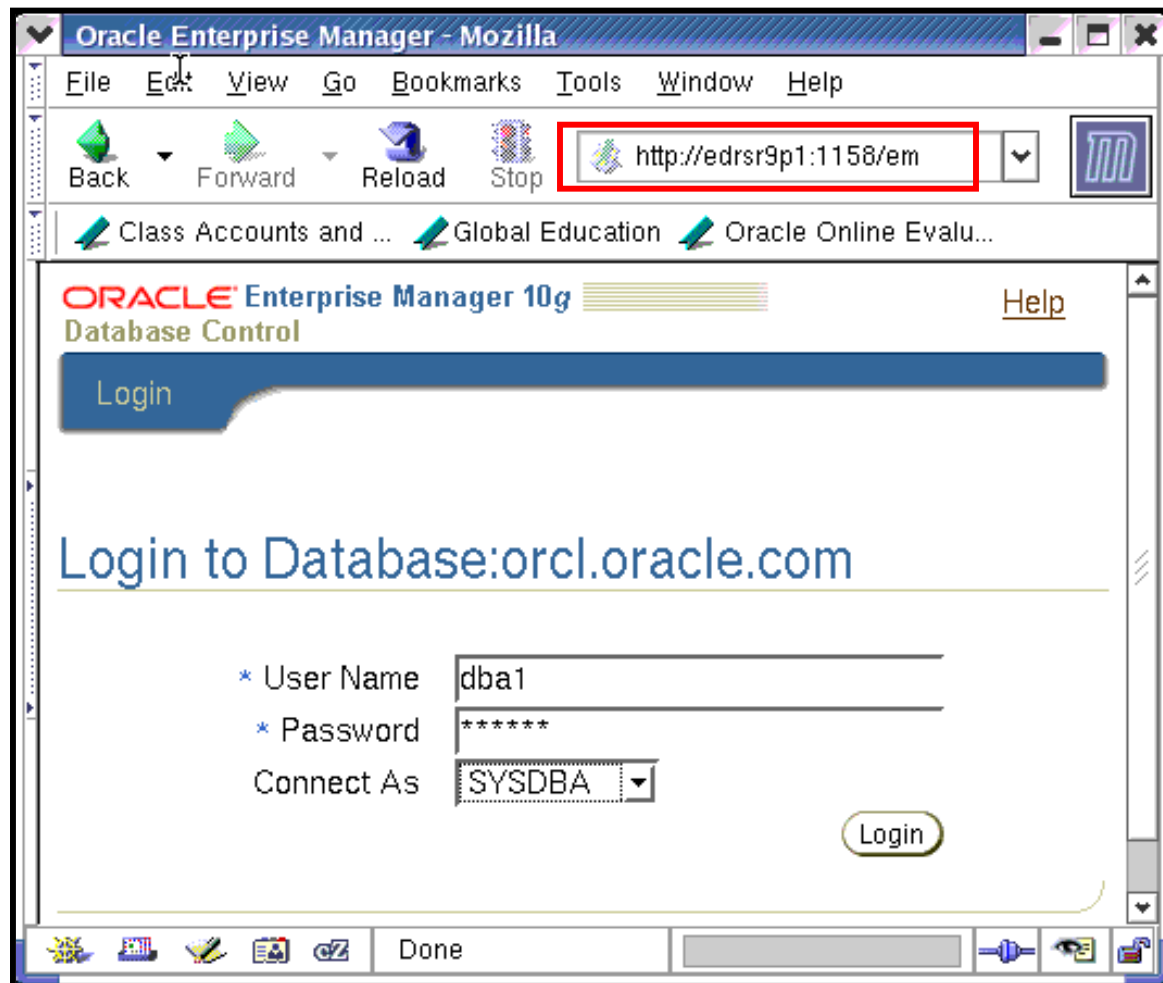 Oracle Enterprise Manager - Mozilla
File Edit View Go Bookmarks Tools Window Help
Back Forward Reload Stop http://edrsr9p1:1158/em
Class Accounts and ... Global Education Oracle Online Evalu...
ORACLE Enterprise Manager 10g Help
Database Control
Login
Login to Database:orcl.oracle.com
* User Name dba1
* Password ******
Connect As SYSDBA
Login
Done